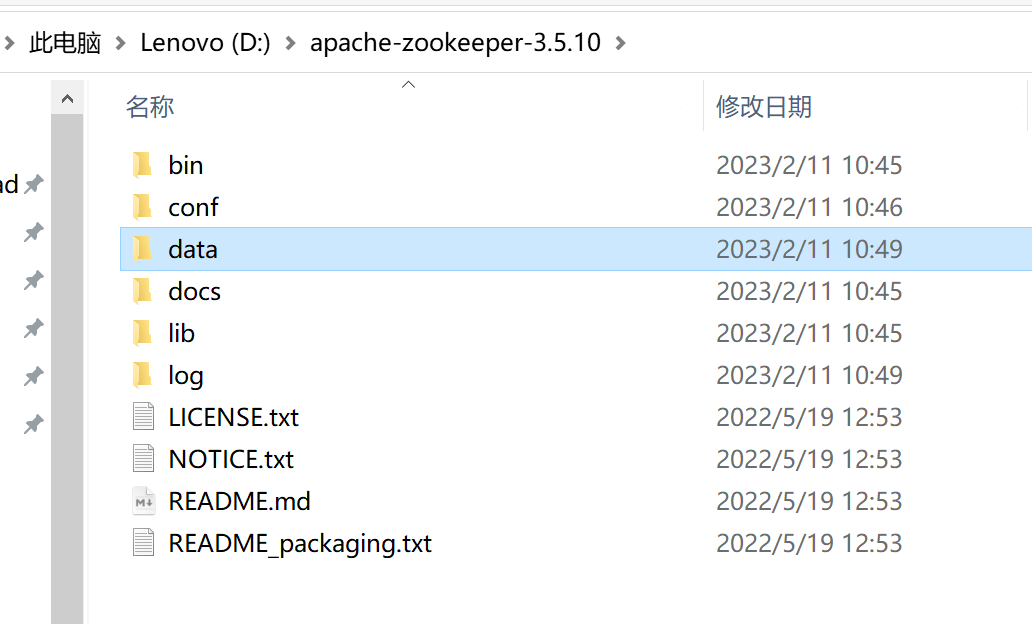 此电脑 Lenovo (D:) apache-zookeeper-3.5.10
名称 修改日期
bin 2023/2/11 10:45
ad
conf 2023/2/11 10:46
data 2023/2/11 10:49
docs 2023/2/11 10:45
lib 2023/2/11 10:45
log 2023/2/11 10:49
LICENSE.txt 2022/5/19 12:53
NOTICE.txt 2022/5/19 12:53
M↓ README.md 2022/5/19 12:53
README_packaging.txt 2022/5/19 12:53